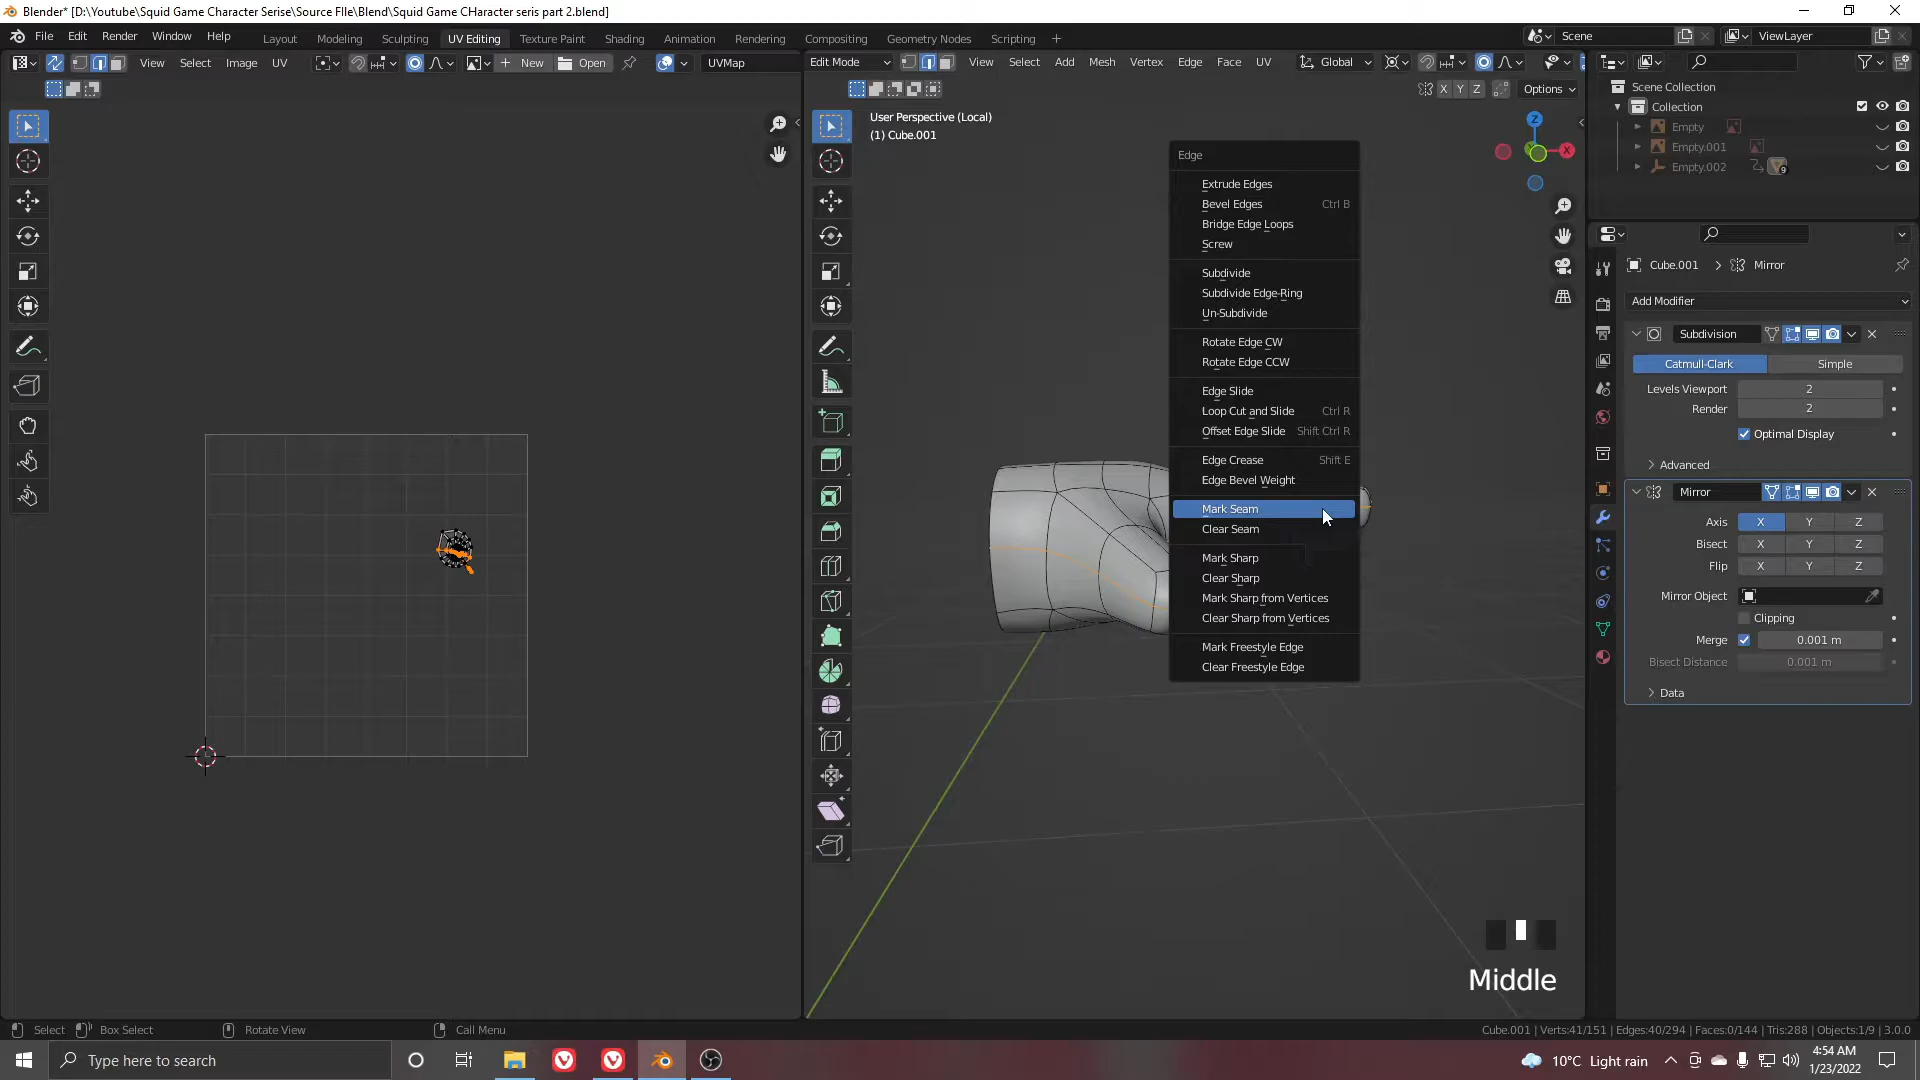 Blender* [D:\Youtube\Squid Game Character Serise\Source FIle\Blend\Squid Game CHaracter seris part 2.blend]
File Edit Render Window Help
Layout Modeling Sculpting UV Editing Texture Paint Shading Animation Rendering Compositing Geometry Nodes Scripting +
Scene ViewLayer
View Select Image UV
New Open
UVMap
Edit Mode View Select Add Mesh Vertex Edge Face UV Global
X Y Z Options
User Perspective (Local)
(1) Cube.001
Z
X
Edge
Extrude Edges
Bevel Edges Ctrl B
Bridge Edge Loops
Screw
Subdivide
Subdivide Edge-Ring
Un-Subdivide
Rotate Edge CW
Rotate Edge CCW
Edge Slide
Loop Cut and Slide Ctrl R
Offset Edge Slide Shift Ctrl R
Edge Crease Shift E
Edge Bevel Weight
Mark Seam
Clear Seam
Mark Sharp
Clear Sharp
Mark Sharp from Vertices
Clear Sharp from Vertices
Mark Freestyle Edge
Clear Freestyle Edge
Scene Collection
Collection
Empty
Empty.001
Empty.002 9
Cube.001 > Mirror
Add Modifier
Subdivision
Catmull-Clark Simple
Levels Viewport 2
Render 2
Optimal Display
Advanced
Mirror
Axis X Y Z
Bisect X Y Z
Flip X Y Z
Mirror Object
Clipping
Merge 0.001 m
Bisect Distance 0.001 m
Data
Middle
Select Box Select Rotate View Call Menu
Cube.001 | Verts:41/151 | Edges:40/294 | Faces:0/144 | Tris:288 | Objects:1/9 | 3.0.0
Type here to search
10°C Light rain
4:54 AM
1/23/2022